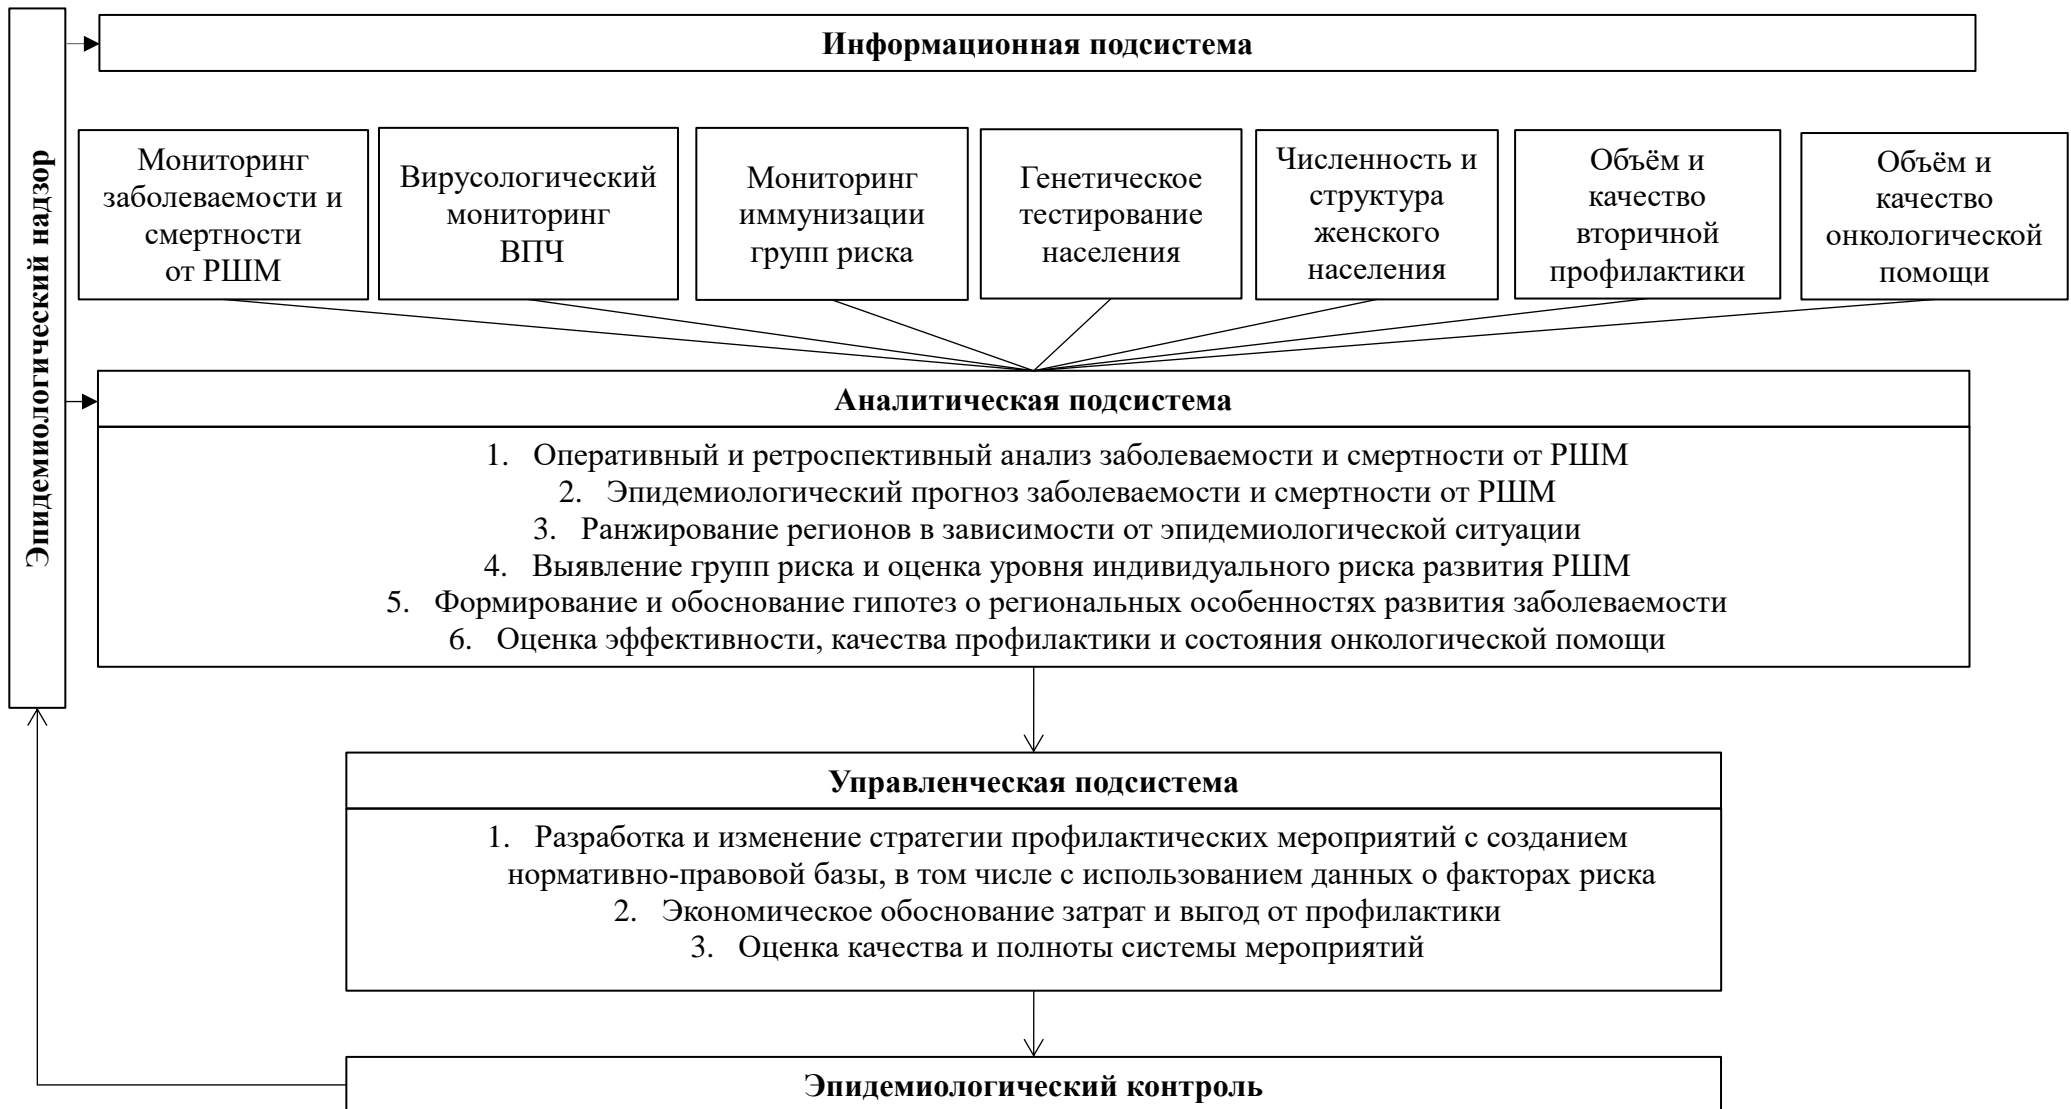 Эпидемиологический надзор
Информационная подсистема
Мониторинг
заболеваемости и
смертности
от РШМ
Вирусологический
мониторинг
ВПЧ
Мониторинг
иммунизации
групп риска
Генетическое
тестирование
населения
Численность и
структура
женского
населения
Объём и
качество
вторичной
профилактики
Объём и
качество
онкологической
помощи
Аналитическая подсистема
1. Оперативный и ретроспективный анализ заболеваемости и смертности от РШМ
2. Эпидемиологический прогноз заболеваемости и смертности от РШМ
3. Ранжирование регионов в зависимости от эпидемиологической ситуации
4. Выявление групп риска и оценка уровня индивидуального риска развития РШМ
5. Формирование и обоснование гипотез о региональных особенностях развития заболеваемости
6. Оценка эффективности, качества профилактики и состояния онкологической помощи
Управленческая подсистема
1. Разработка и изменение стратегии профилактических мероприятий с созданием
нормативно-правовой базы, в том числе с использованием данных о факторах риска
2. Экономическое обоснование затрат и выгод от профилактики
3. Оценка качества и полноты системы мероприятий
Эпидемиологический контроль